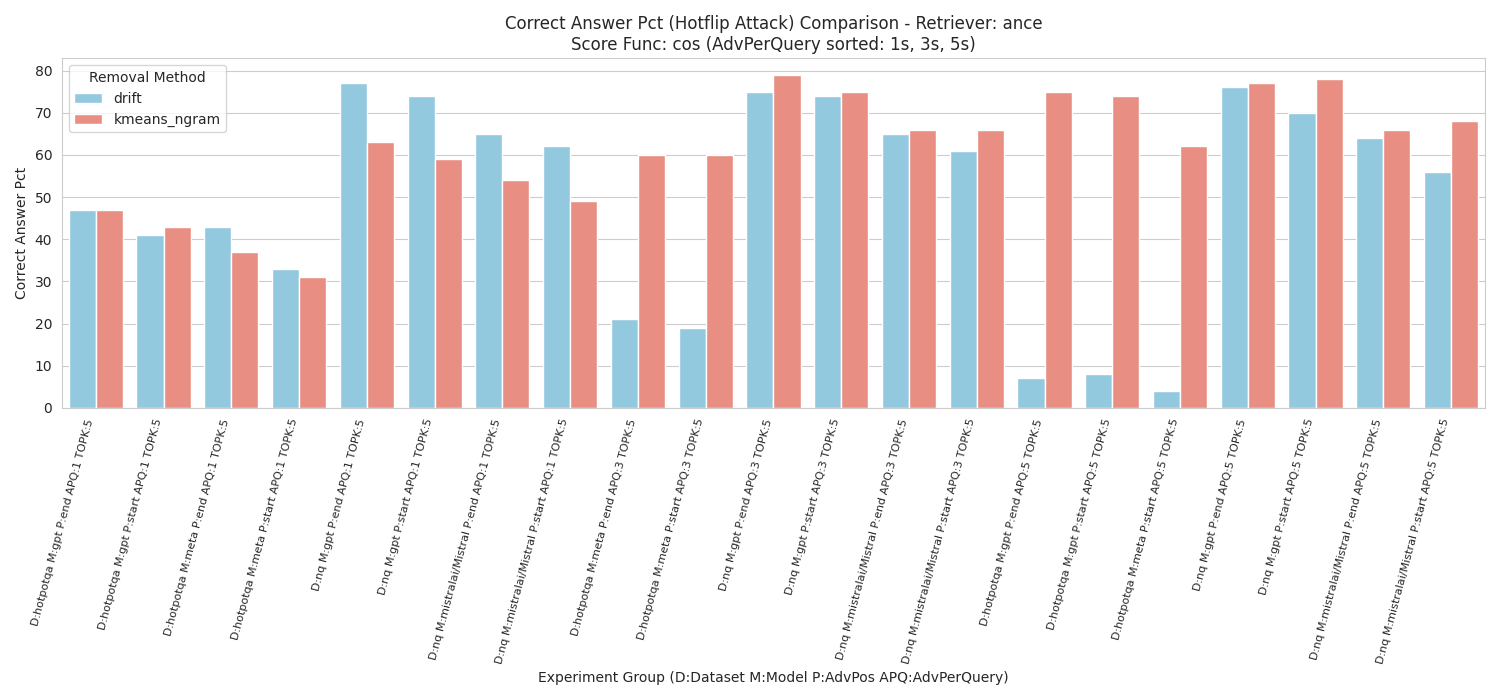 Correct Answer Pct (Hotflip Attack) Comparison - Retriever: ance
Score Func: cos (AdvPerQuery sorted: 1s, 3s, 5s)
Removal Method
drift
kmeans_ngram
Correct Answer Pct
80
70
60
50
40
30
20
10
0
D:hotpotqa M:gpt P:end APQ:1 TOPK:5
D:hotpotqa M:gpt P:start APQ:1 TOPK:5
D:hotpotqa M:meta P:end APQ:1 TOPK:5
D:hotpotqa M:meta P:start APQ:1 TOPK:5
D:nq M:gpt P:end APQ:1 TOPK:5
D:nq M:gpt P:start APQ:1 TOPK:5
D:nq M:mistralai/Mistral P:end APQ:1 TOPK:5
D:nq M:mistralai/Mistral P:start APQ:1 TOPK:5
D:hotpotqa M:meta P:end APQ:3 TOPK:5
D:hotpotqa M:meta P:start APQ:3 TOPK:5
D:nq M:gpt P:end APQ:3 TOPK:5
D:nq M:gpt P:start APQ:3 TOPK:5
D:nq M:mistralai/Mistral P:end APQ:3 TOPK:5
D:nq M:mistralai/Mistral P:start APQ:3 TOPK:5
D:hotpotqa M:gpt P:end APQ:5 TOPK:5
D:hotpotqa M:gpt P:start APQ:5 TOPK:5
D:hotpotqa M:meta P:start APQ:5 TOPK:5
D:nq M:gpt P:end APQ:5 TOPK:5
D:nq M:gpt P:start APQ:5 TOPK:5
D:nq M:mistralai/Mistral P:end APQ:5 TOPK:5
D:nq M:mistralai/Mistral P:start APQ:5 TOPK:5
Experiment Group (D:Dataset M:Model P:AdvPos APQ:AdvPerQuery)